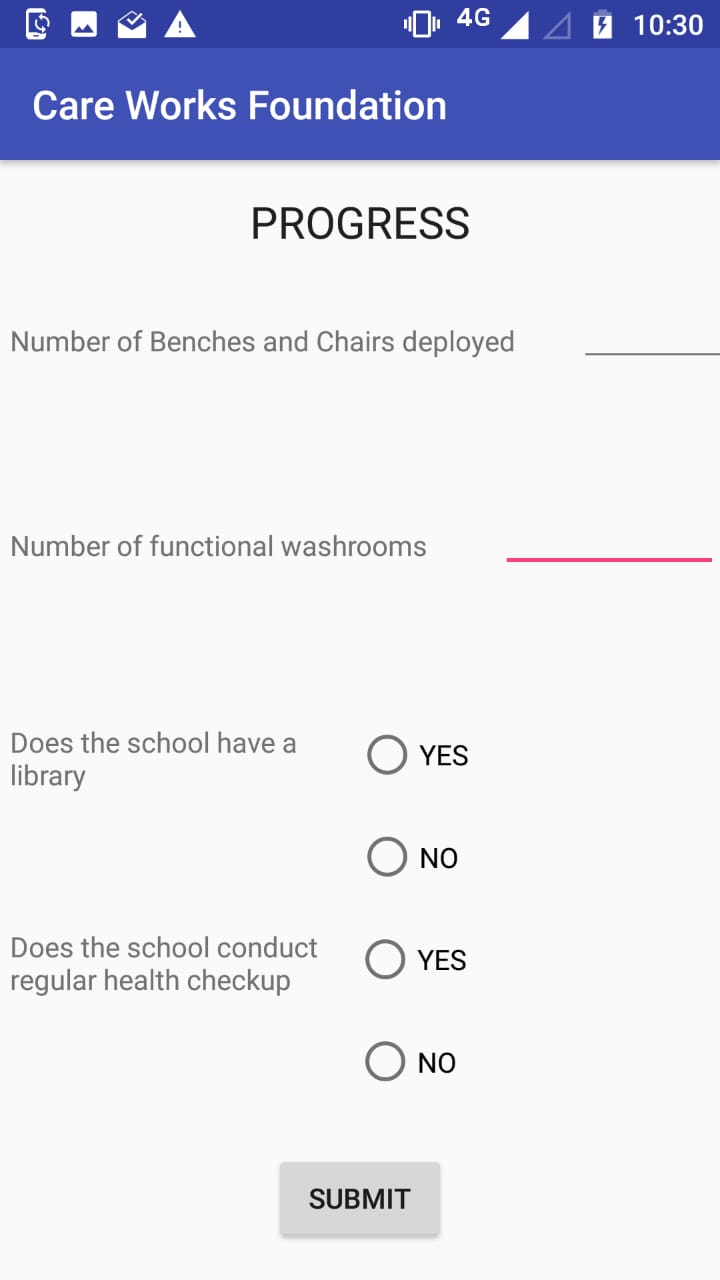 4G 10:30
Care Works Foundation
PROGRESS
Number of Benches and Chairs deployed
Number of functional washrooms
Does the school have a
library
YES
NO
Does the school conduct
regular health checkup
YES
NO
SUBMIT